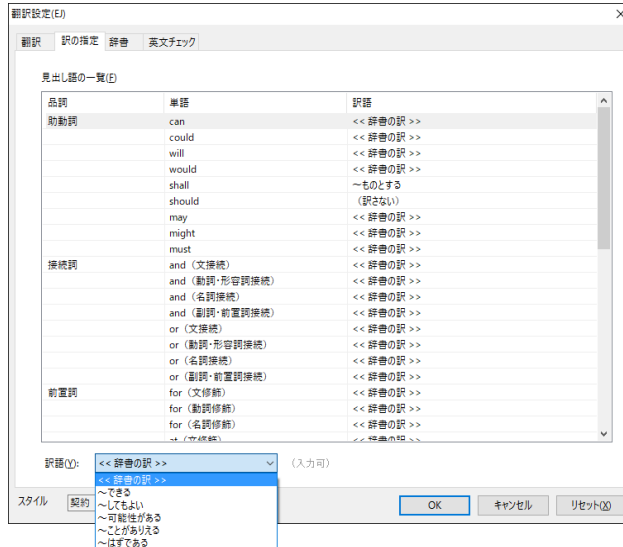 翻訳設定(EJ)
翻訳 訳の指定 辞書 英文チェック
見出し語の一覧(F)
品詞 単語 訳語
助動詞 can << 辞書の訳 >>
could << 辞書の訳 >>
will << 辞書の訳 >>
would << 辞書の訳 >>
shall ～ものとする
should （訳さない）
may << 辞書の訳 >>
might << 辞書の訳 >>
must << 辞書の訳 >>
接続詞 and（文接続） << 辞書の訳 >>
and（動詞・形容詞接続） << 辞書の訳 >>
and（名詞接続） << 辞書の訳 >>
and（副詞・前置詞接続） << 辞書の訳 >>
or（文接続） << 辞書の訳 >>
or（動詞・形容詞接続） << 辞書の訳 >>
or（名詞接続） << 辞書の訳 >>
or（副詞・前置詞接続） << 辞書の訳 >>
前置詞 for（文修飾） << 辞書の訳 >>
for（動詞修飾） << 辞書の訳 >>
for（名詞修飾） << 辞書の訳 >>
at（文修飾） << 辞書の訳 >>
訳語(Y): << 辞書の訳 >> （入力可）
<< 辞書の訳 >>
～できる
～してもよい
～可能性がある
～ことがありえる
～はずである
スタイル 契約 OK キャンセル リセット(X)